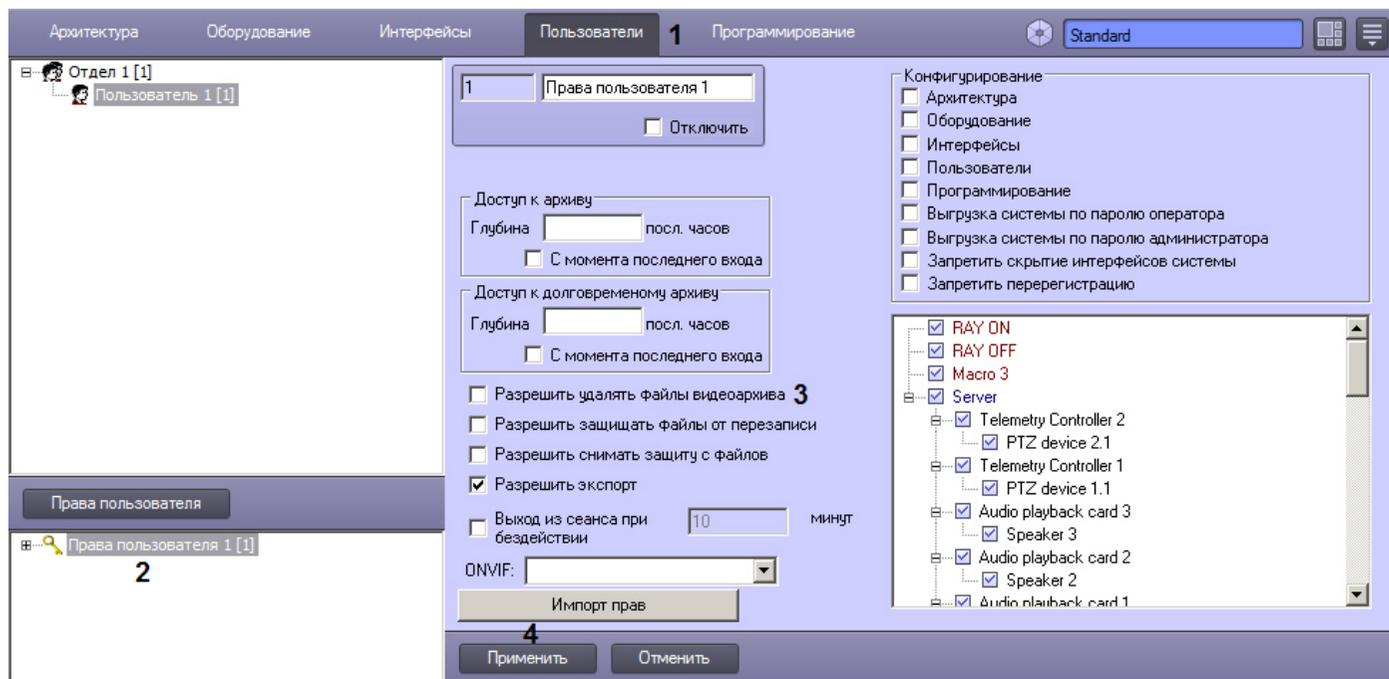 Архитектура Оборудование Интерфейсы Пользователи 1 Программирование Standard
Отдел 1 [1]
Пользователь 1 [1]
Права пользователя
Права пользователя 1 [1]
2
1 Права пользователя 1
Отключить
Доступ к архиву
Глубина посл. часов
С момента последнего входа
Доступ к долговременому архиву
Глубина посл. часов
С момента последнего входа
Разрешить удалять файлы видеоархива 3
Разрешить защищать файлы от перезаписи
Разрешить снимать защиту с файлов
Разрешить экспорт
Выход из сеанса при бездействии 10 минут
ONVIF:
Импорт прав
4
Применить Отменить
Конфигурирование
Архитектура
Оборудование
Интерфейсы
Пользователи
Программирование
Выгрузка системы по паролю оператора
Выгрузка системы по паролю администратора
Запретить скрытие интерфейсов системы
Запретить перерегистрацию
RAY ON
RAY OFF
Macro 3
Server
Telemetry Controller 2
PTZ device 2.1
Telemetry Controller 1
PTZ device 1.1
Audio playback card 3
Speaker 3
Audio playback card 2
Speaker 2
Audio playback card 1